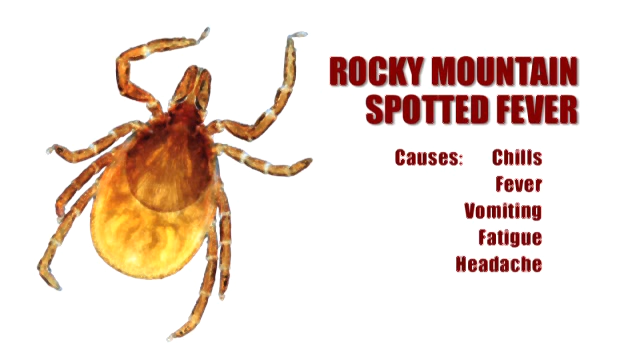 ROCKY MOUNTAIN
SPOTTED FEVER
Causes: Chills
Fever
Vomiting
Fatigue
Headache